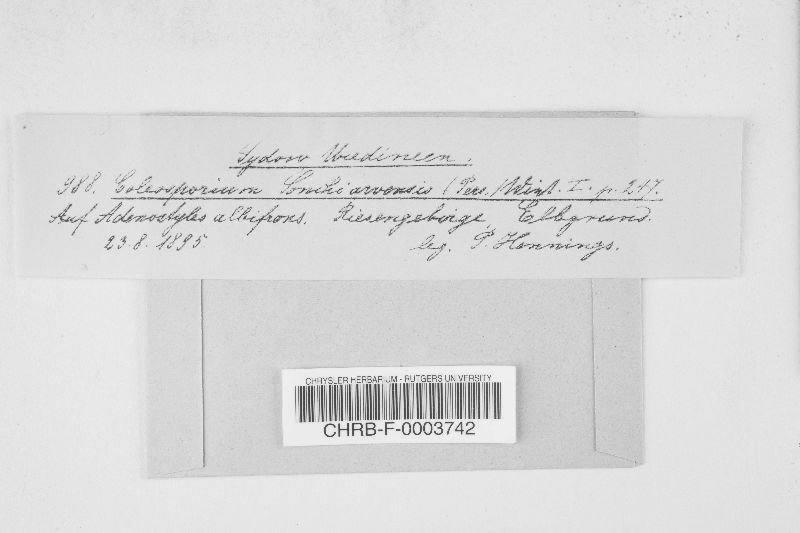 Sydow Uredineen.
988. Coleosporium Sonchi arvensis (Pers.) Wint. I. p. 247.
Auf Adenostyles albifrons. Riesengebirge, Elbgrund.
23.8.1895 leg. P. Hennings.
CHRYSLER HERBARIUM - RUTGERS UNIVERSITY
CHRB-F-0003742